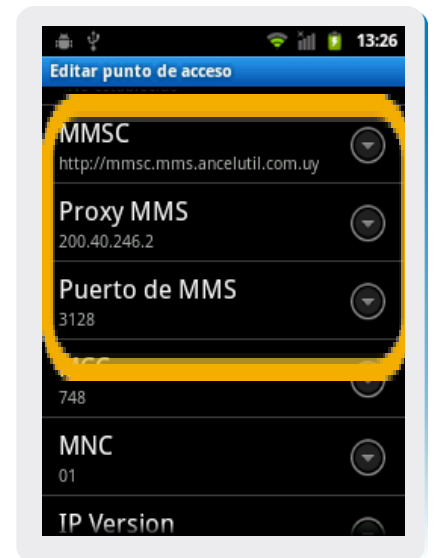 13:26
Editar punto de acceso
MMSC
http://mmsc.mms.ancelutil.com.uy
Proxy MMS
200.40.246.2
Puerto de MMS
3128
748
MNC
01
IP Version